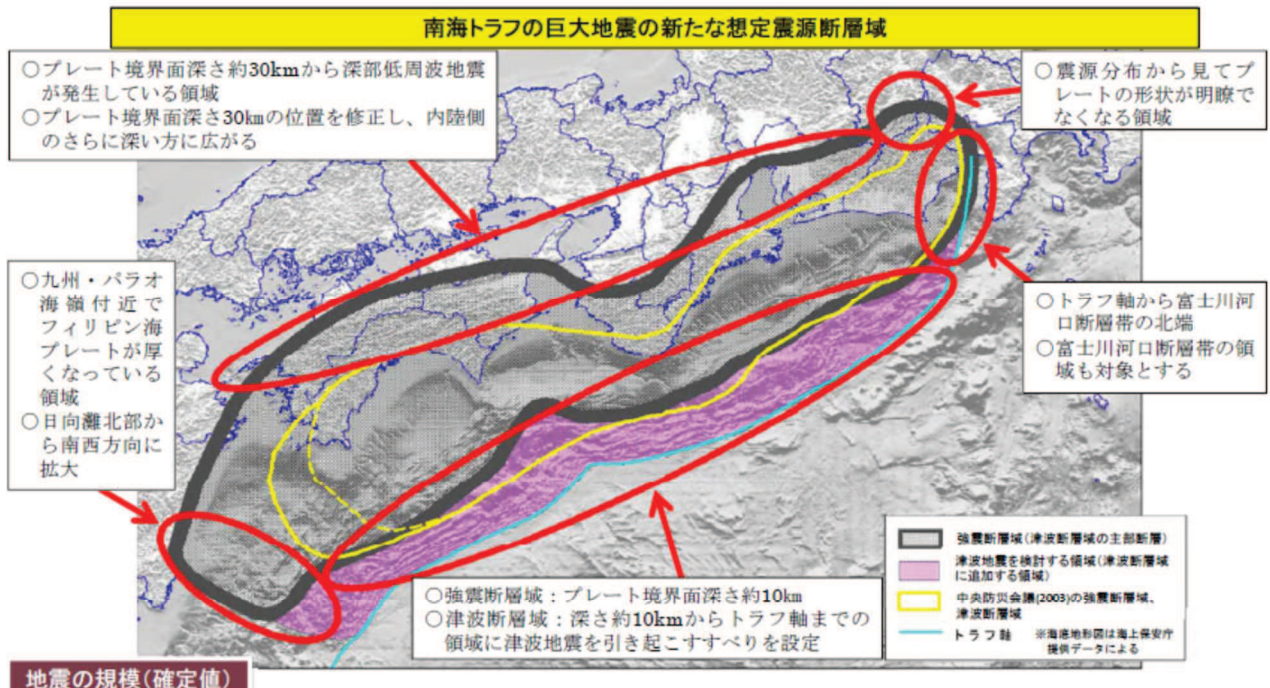 南海トラフの巨大地震の新たな想定震源断層域
○プレート境界面深さ約30kmから深部低周波地震
が発生している領域
○プレート境界面深さ30㎞の位置を修正し、内陸側
のさらに深い方に広がる
○震源分布から見てプ
レートの形状が明瞭で
なくなる領域
○九州・パラオ
海嶺付近で
フィリピン海
プレートが厚
くなっている
領域
○日向灘北部か
ら南西方向に
拡大
○トラフ軸から富士川河
口断層帯の北端
○富士川河口断層帯の領
域も対象とする
○強震断層域：プレート境界面深さ約10㎞
○津波断層域：深さ約10kmからトラフ軸までの
領域に津波地震を引き起こすすべりを設定
強震断層域(津波断層域の主部断層)
津波地震を検討する領域(津波断層域
に追加する領域)
中央防災会議(2003)の強震断層域、
津波断層域
トラフ軸 ※海底地形図は海上保安庁
提供データによる
地震の規模(確定値)